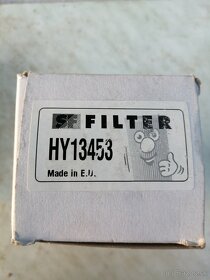 SF FILTER
HY13453
Made in E.U.